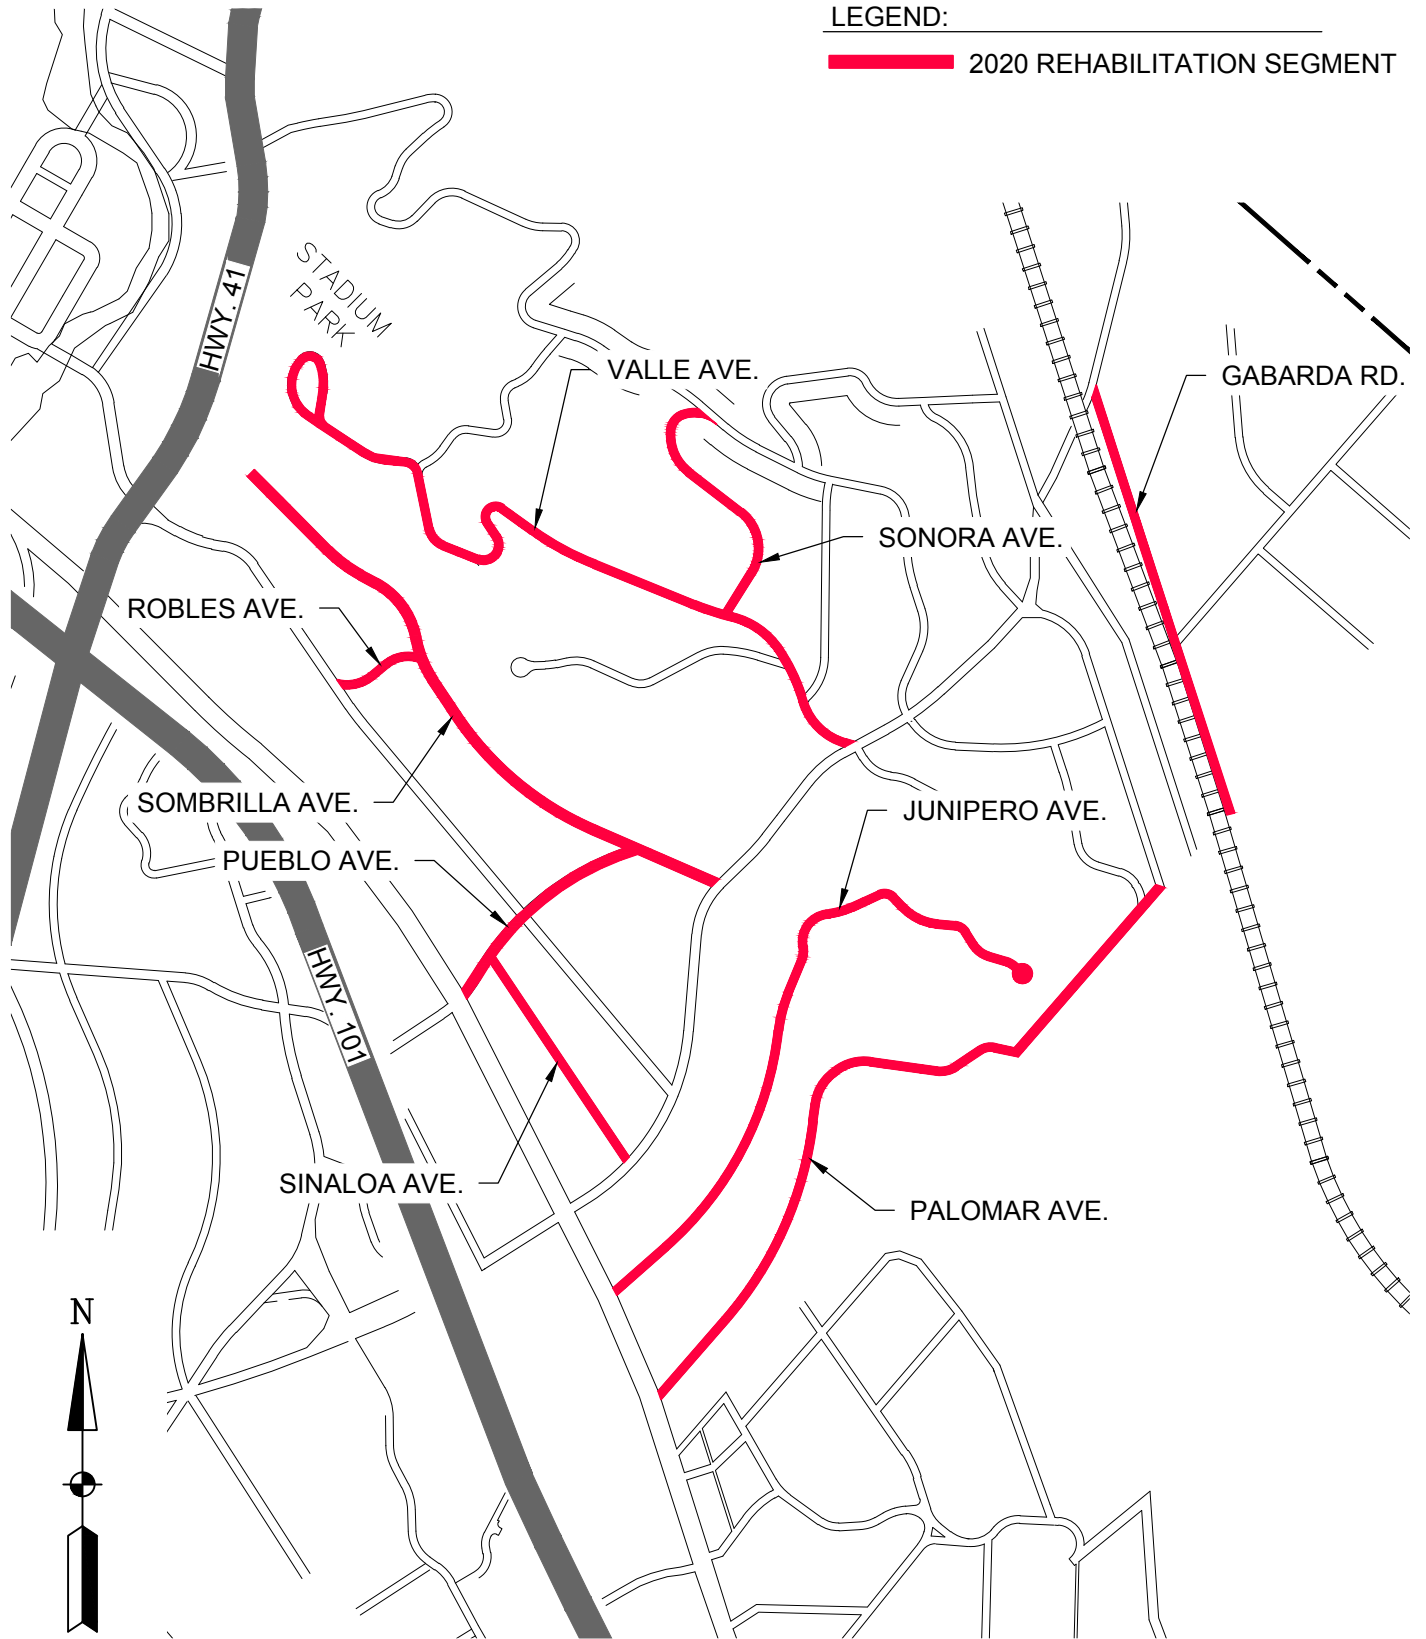 LEGEND:
2020 REHABILITATION SEGMENT
STADIUM
PARK
HWY. 41
VALLE AVE.
GABARDA RD.
SONORA AVE.
ROBLES AVE.
SOMBRILLA AVE.
JUNIPERO AVE.
PUEBLO AVE.
HWY. 101
SINALOA AVE.
PALOMAR AVE.
N